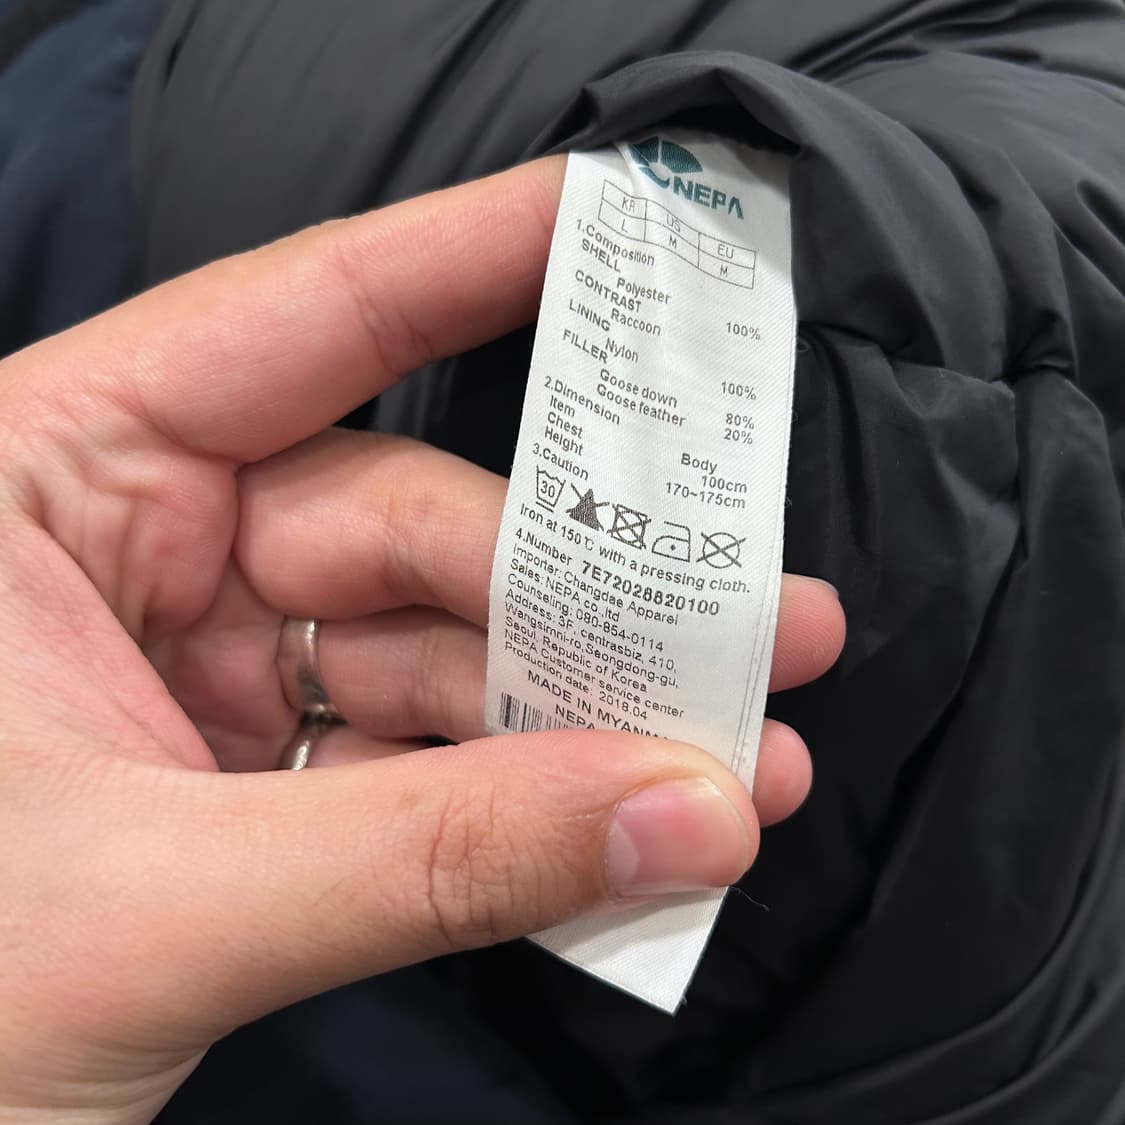 NEPA
KR US EU
L M M
1.Composition
SHELL
Polyester 100%
CONTRAST
Raccoon
LINING
Nylon 100%
FILLER
Goose down 80%
Goose feather 20%
2.Dimension
Item Body
Chest 100cm
Height 170~175cm
3.Caution
30
Iron at 150℃ with a pressing cloth.
4.Number 7E72028820100
Importer: Changdae Apparel
Sales: NEPA co.,ltd
Counseling: 080-854-0114
Address: 3F, centrasbiz, 410,
Wangsimni-ro,Seongdong-gu,
Seoul, Republic of Korea
NEPA Customer service center
Production date: 2018.04
MADE IN
NEPA